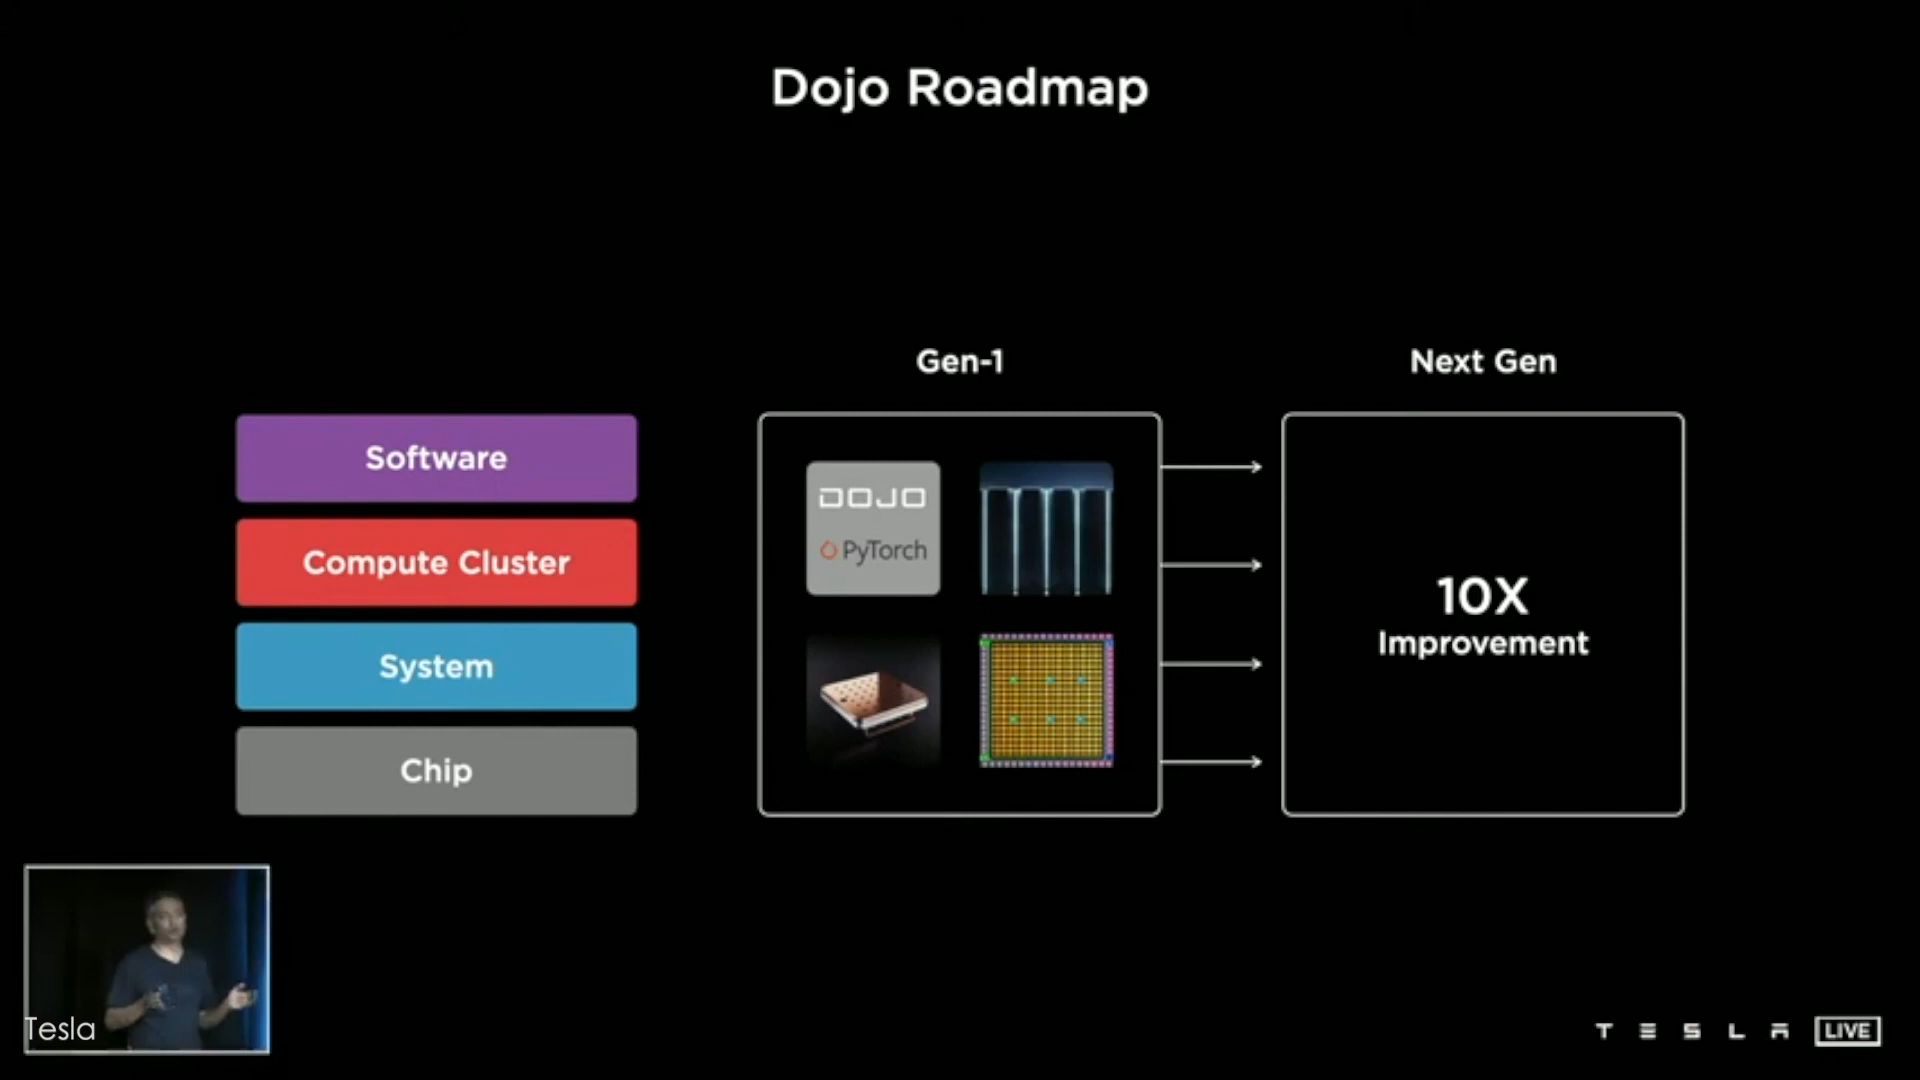 Dojo Roadmap
Gen-1
Next Gen
Software
Compute Cluster
System
Chip
DOJO
PyTorch
10X
Improvement
Tesla
TESLA LIVE